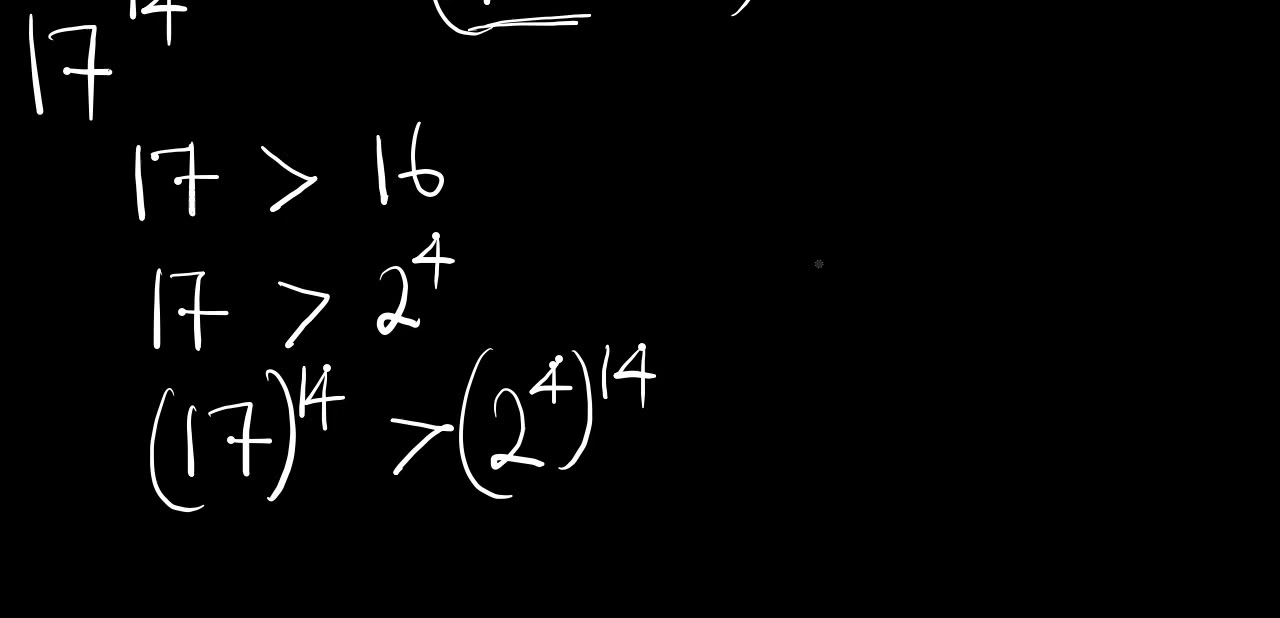 17^14
17 > 16
17 > 2^4
(17)^14 > (2^4)^14